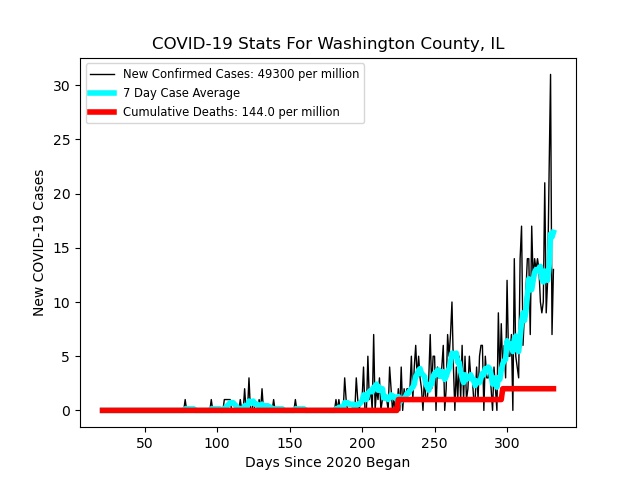 COVID-19 Stats For Washington County, IL
New Confirmed Cases: 49300 per million
7 Day Case Average
Cumulative Deaths: 144.0 per million
New COVID-19 Cases
30
25
20
15
10
5
0
50
100
150
200
250
300
Days Since 2020 Began